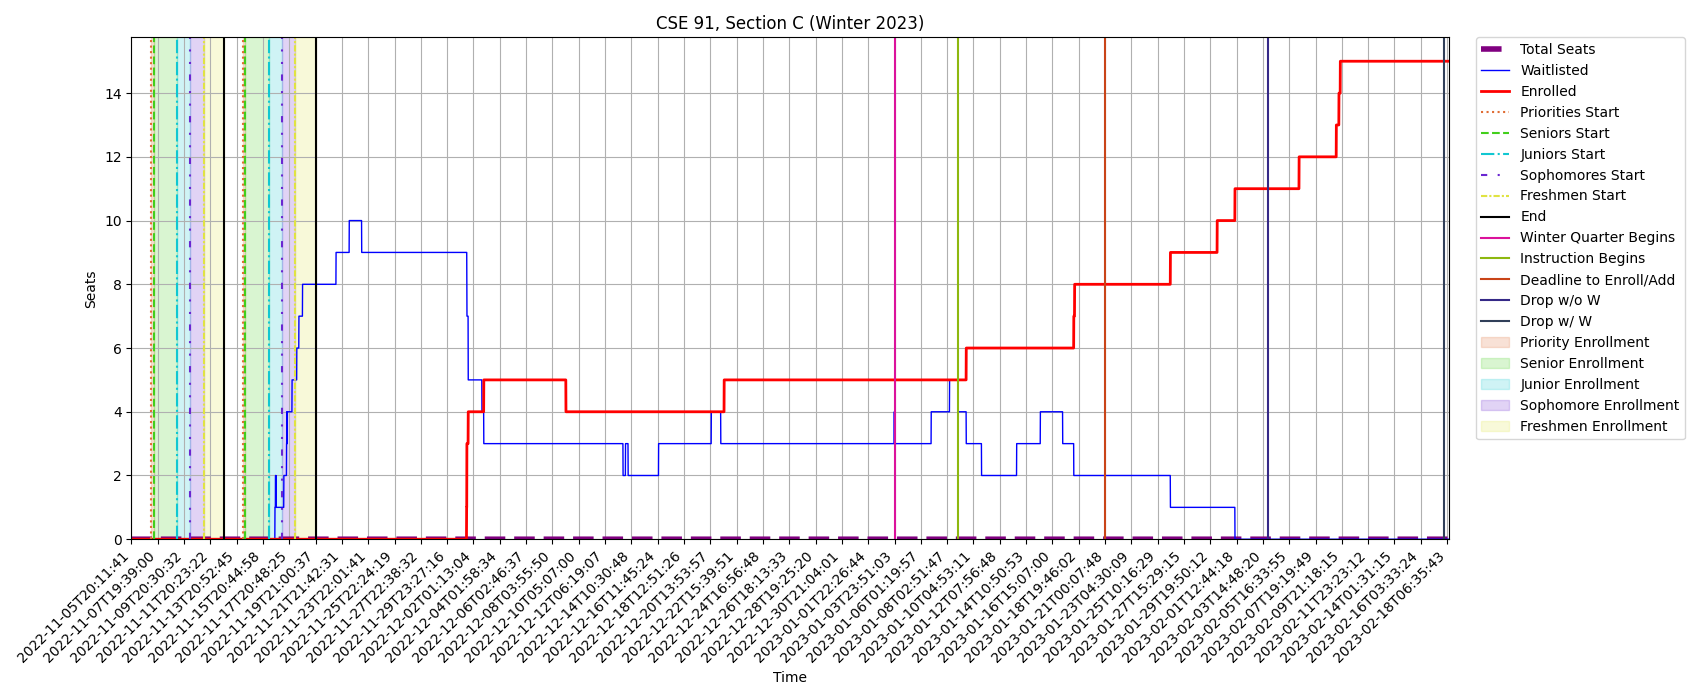 CSE 91, Section C (Winter 2023)
Seats
14
12
10
8
6
4
2
0
2022-11-05T20:11:41
2022-11-07T19:39:00
2022-11-09T20:30:32
2022-11-11T20:23:22
2022-11-13T20:52:45
2022-11-15T20:44:58
2022-11-17T20:48:25
2022-11-19T21:00:37
2022-11-21T21:42:31
2022-11-23T22:01:41
2022-11-25T22:24:19
2022-11-27T22:38:32
2022-11-29T23:27:16
2022-12-02T01:13:04
2022-12-04T01:58:34
2022-12-06T02:46:37
2022-12-08T03:55:50
2022-12-10T05:07:00
2022-12-12T06:19:07
2022-12-14T10:30:48
2022-12-16T11:45:24
2022-12-18T12:51:26
2022-12-20T13:53:57
2022-12-22T15:39:51
2022-12-24T16:56:48
2022-12-26T18:13:33
2022-12-28T19:25:20
2022-12-30T21:04:01
2023-01-01T22:26:44
2023-01-03T23:51:03
2023-01-06T01:19:57
2023-01-08T02:51:47
2023-01-10T04:53:11
2023-01-12T07:56:48
2023-01-14T10:50:53
2023-01-16T15:07:00
2023-01-18T19:46:02
2023-01-21T00:07:48
2023-01-23T04:30:09
2023-01-25T10:16:29
2023-01-27T15:29:15
2023-01-29T19:50:12
2023-02-01T12:44:18
2023-02-03T14:48:20
2023-02-05T16:33:55
2023-02-07T19:19:49
2023-02-09T21:18:15
2023-02-11T23:23:12
2023-02-14T01:31:15
2023-02-16T03:33:24
2023-02-18T06:35:43
Time
Total Seats
Waitlisted
Enrolled
Priorities Start
Seniors Start
Juniors Start
Sophomores Start
Freshmen Start
End
Winter Quarter Begins
Instruction Begins
Deadline to Enroll/Add
Drop w/o W
Drop w/ W
Priority Enrollment
Senior Enrollment
Junior Enrollment
Sophomore Enrollment
Freshmen Enrollment